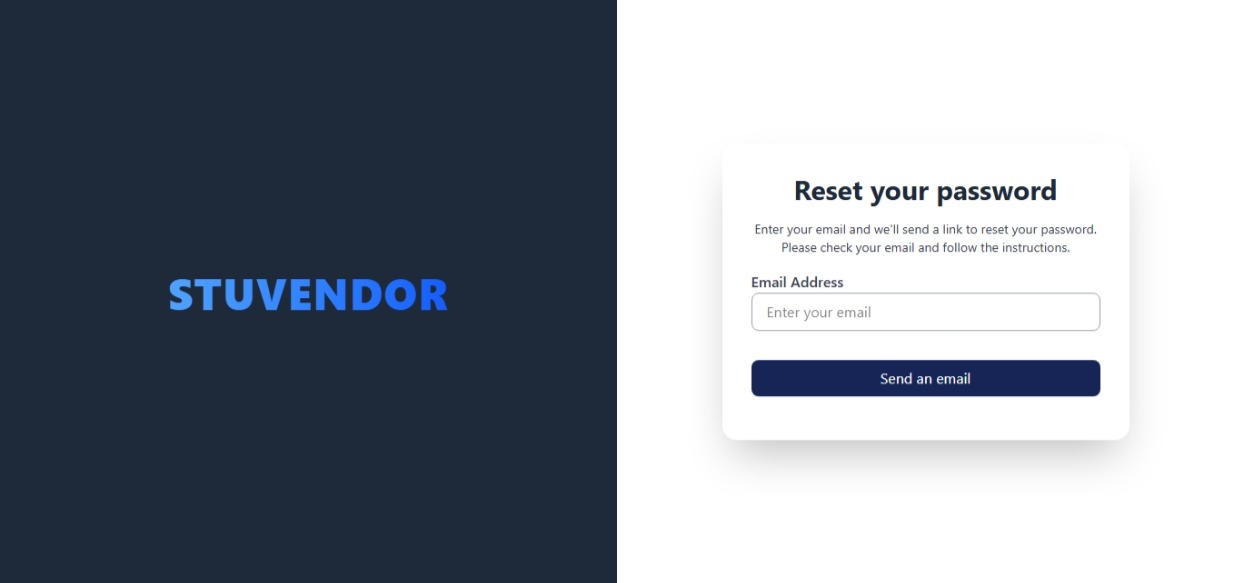 STUVENDOR
Reset your password
Enter your email and we'll send a link to reset your password.
Please check your email and follow the instructions.
Email Address
Enter your email
Send an email